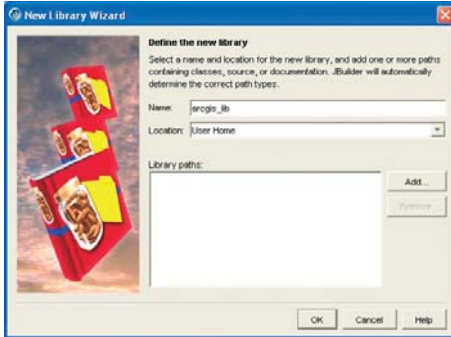 New Library Wizard
Define the new library
Select a name and location for the new library, and add one or more paths
containing classes, source, or documentation. JBuilder will automatically
determine the correct path types.
Name: arcgis_lib
Location: User Home
Library paths:
Add...
Remove
OK Cancel Help